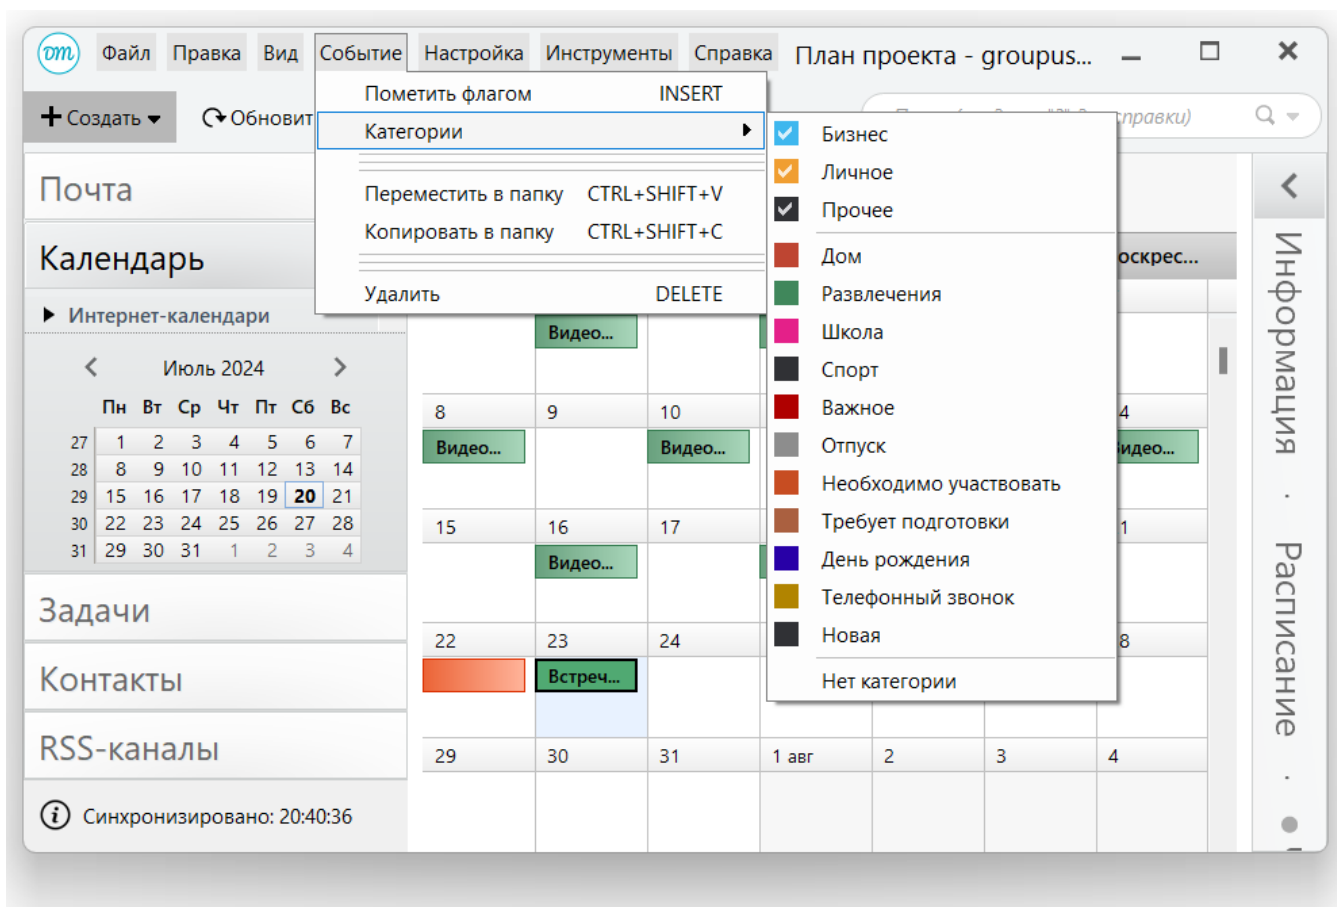 Файл Правка Вид Событие Настройка Инструменты Справка План проекта - groupus...
Создать Обновит
Пометить флагом INSERT
Категории
Переместить в папку CTRL+SHIFT+V
Копировать в папку CTRL+SHIFT+C
Удалить DELETE
Бизнес
Личное
Прочее
Дом
Развлечения
Школа
Спорт
Важное
Отпуск
Необходимо участвовать
Требует подготовки
День рождения
Телефонный звонок
Новая
Нет категории
Почта
Календарь
Интернет-календари
Июль 2024
Пн Вт Ср Чт Пт Сб Вс
27 1 2 3 4 5 6 7
28 8 9 10 11 12 13 14
29 15 16 17 18 19 20 21
30 22 23 24 25 26 27 28
31 29 30 31 1 2 3 4
Задачи
Контакты
RSS-каналы
Синхронизировано: 20:40:36
оскрес...
Видео...
8 9 10 4
Видео... Видео... идео...
15 16 17 1
Видео...
22 23 24 8
Встреч...
29 30 31 1 авг 2 3 4
Информация
Расписание